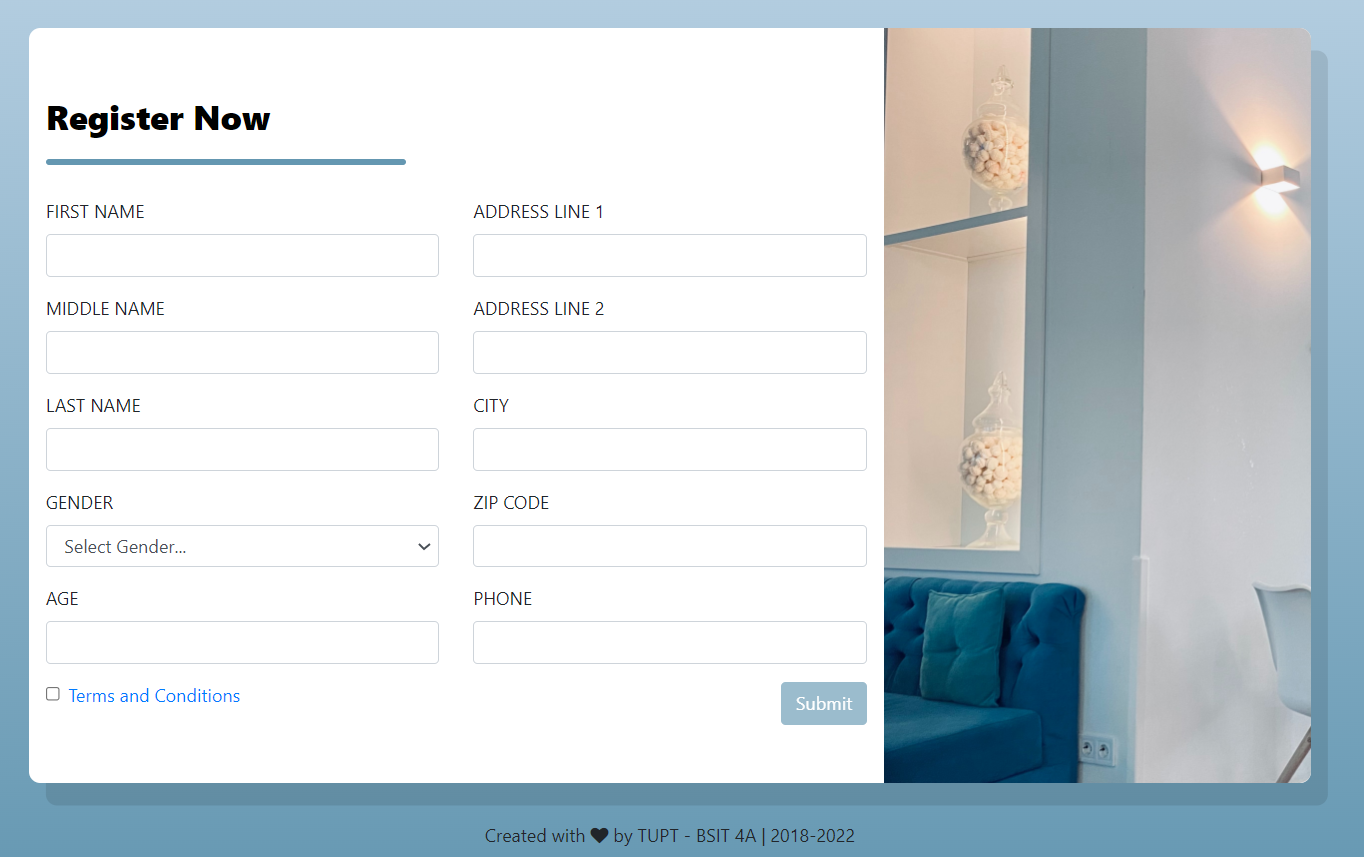 Register Now
FIRST NAME
MIDDLE NAME
LAST NAME
GENDER
Select Gender...
AGE
Terms and Conditions
ADDRESS LINE 1
ADDRESS LINE 2
CITY
ZIP CODE
PHONE
Submit
Created with ♥ by TUPT - BSIT 4A | 2018-2022